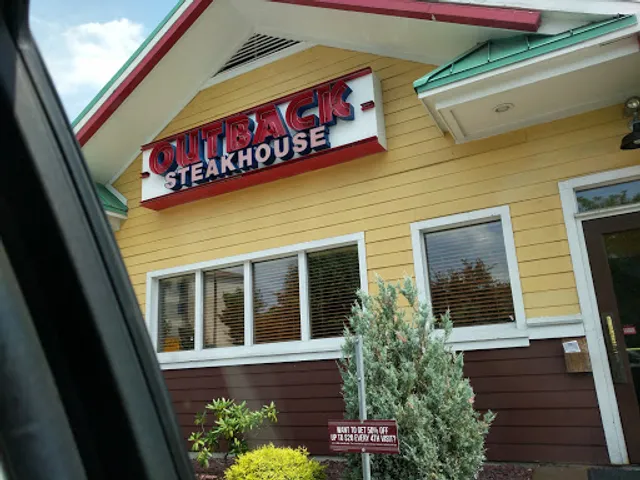 OUTBACK
STEAKHOUSE
WANT TO GET 50% OFF
UP TO $20 EVERY 4TH VISIT?